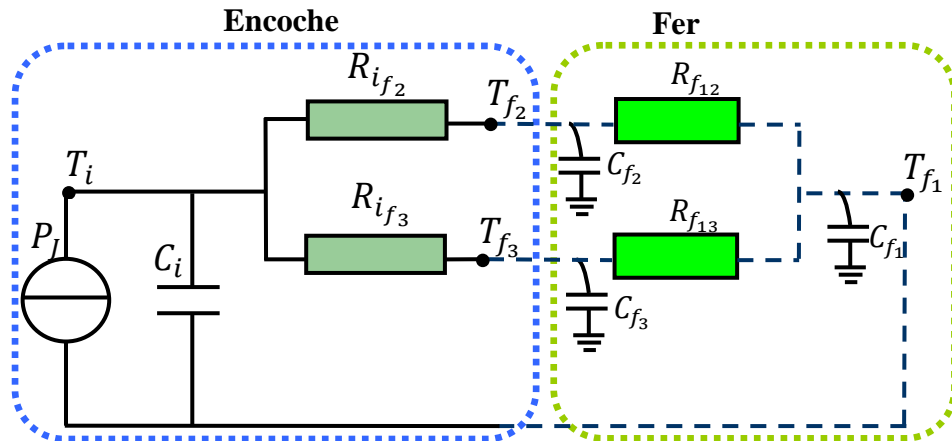 Encoche
Fer
R_{i_{f_2}}
T_{f_2}
R_{f_{12}}
C_{f_2}
T_i
T_{f_1}
R_{i_{f_3}}
T_{f_3}
R_{f_{13}}
P_J
C_i
C_{f_1}
C_{f_3}